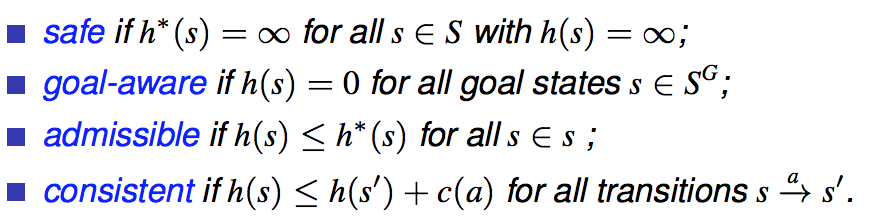 safe if h*(s) = ∞ for all s ∈ S with h(s) = ∞;
goal-aware if h(s) = 0 for all goal states s ∈ S^G;
admissible if h(s) ≤ h*(s) for all s ∈ s ;
consistent if h(s) ≤ h(s′) + c(a) for all transitions s →^a s′.